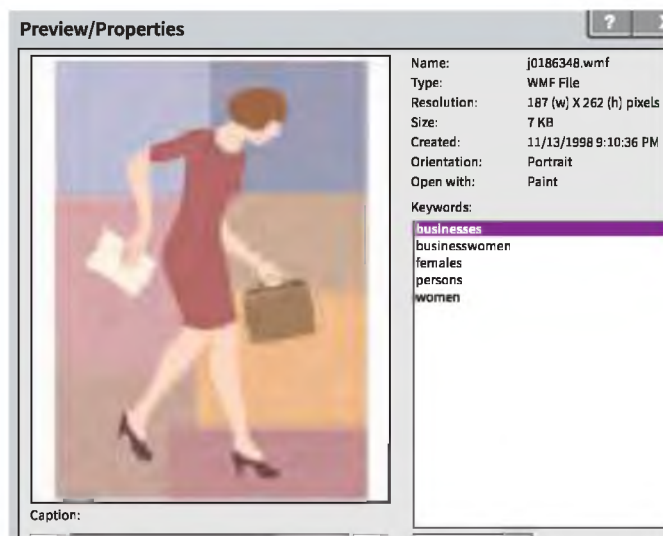 Preview/Properties
?
Name: j0186348.wmf
Type: WMF File
Resolution: 187 (w) X 262 (h) pixels
Size: 7 KB
Created: 11/13/1998 9:10:36 PM
Orientation: Portrait
Open with: Paint
Keywords:
businesses
businesswomen
females
persons
women
Caption: